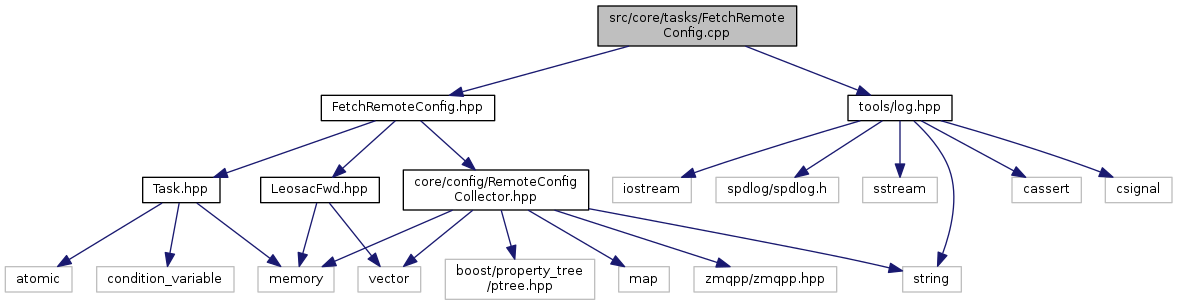 src/core/tasks/FetchRemote
Config.cpp
FetchRemoteConfig.hpp
tools/log.hpp
Task.hpp
LeosacFwd.hpp
core/config/RemoteConfig
Collector.hpp
iostream
spdlog/spdlog.h
sstream
cassert
csignal
atomic
condition_variable
memory
vector
boost/property_tree
/ptree.hpp
map
zmqpp/zmqpp.hpp
string